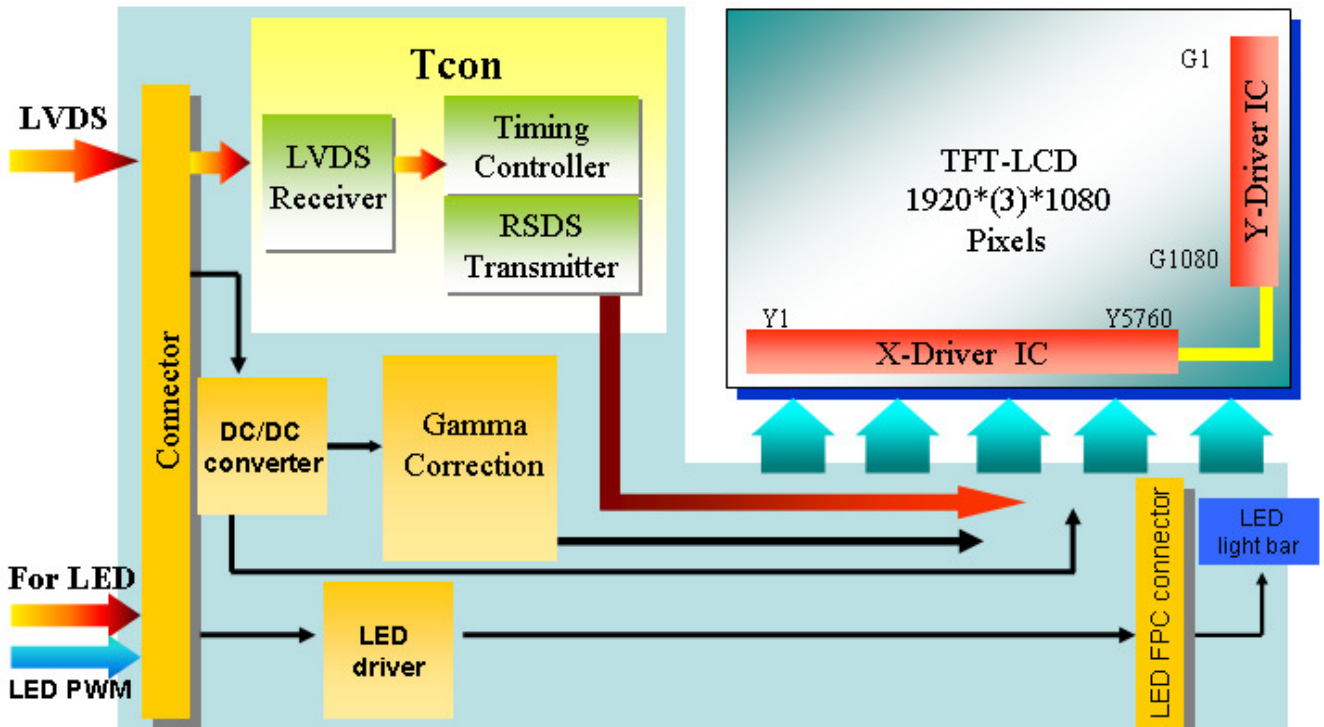 Tcon
LVDS
Connector
LVDS
Receiver
Timing
Controller
RSDS
Transmitter
TFT-LCD
1920*(3)*1080
Pixels
G1
G1080
Y-Driver IC
Y1
Y5760
X-Driver IC
DC/DC
converter
Gamma
Correction
For LED
LED PWM
LED
driver
LED FPC connector
LED
light bar